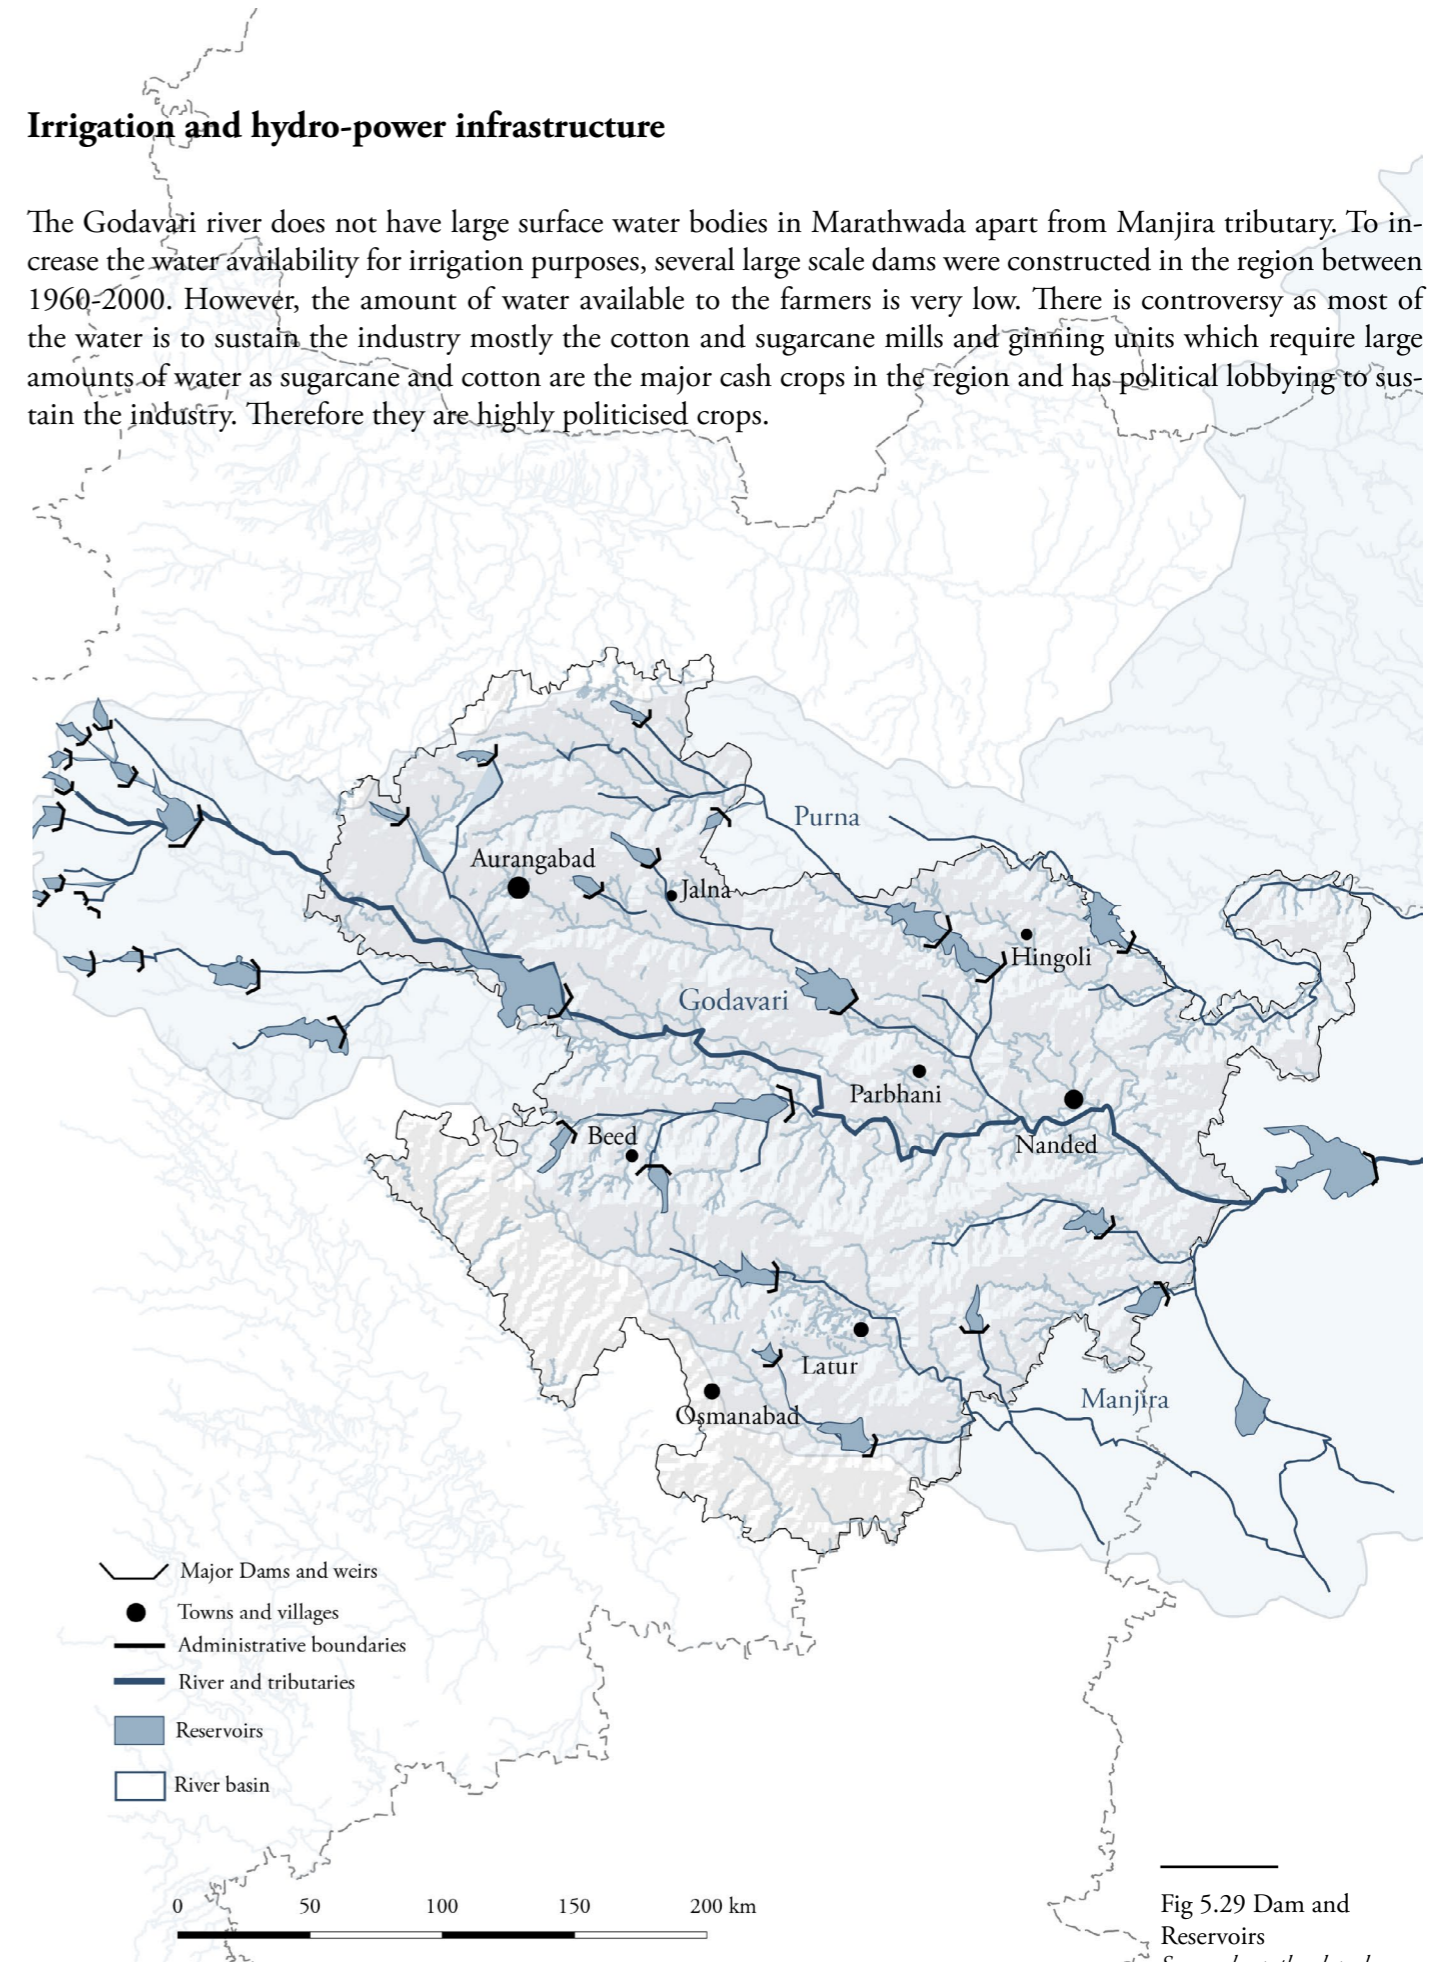 Irrigation and hydro-power infrastructure
The Godavari river does not have large surface water bodies in Marathwada apart from Manjira tributary. To in-
crease the water availability for irrigation purposes, several large scale dams were constructed in the region between
1960-2000. However, the amount of water available to the farmers is very low. There is controversy as most of
the water is to sustain the industry mostly the cotton and sugarcane mills and ginning units which require large
amounts of water as sugarcane and cotton are the major cash crops in the region and has political lobbying to sus-
tain the industry. Therefore they are highly politicised crops.
Purna
Aurangabad
Jalna
Hingoli
Godavari
Parbhani
Beed
Nanded
Latur
Manjira
Osmanabad
Major Dams and weirs
Towns and villages
Administrative boundaries
River and tributaries
Reservoirs
River basin
0 50 100 150 200 km
Fig 5.29 Dam and
Reservoirs